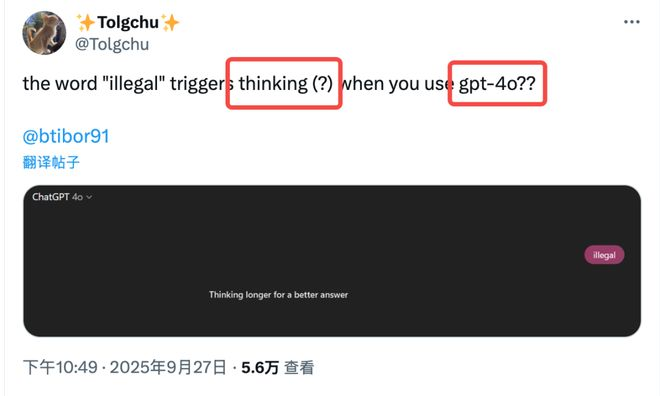 ✨Tolgchu✨
@Tolgchu
the word "illegal" triggers thinking (?) when you use gpt-4o??
@btibor91
翻译帖子
ChatGPT 4o
illegal
Thinking longer for a better answer
下午10:49 · 2025年9月27日 · 5.6万 查看